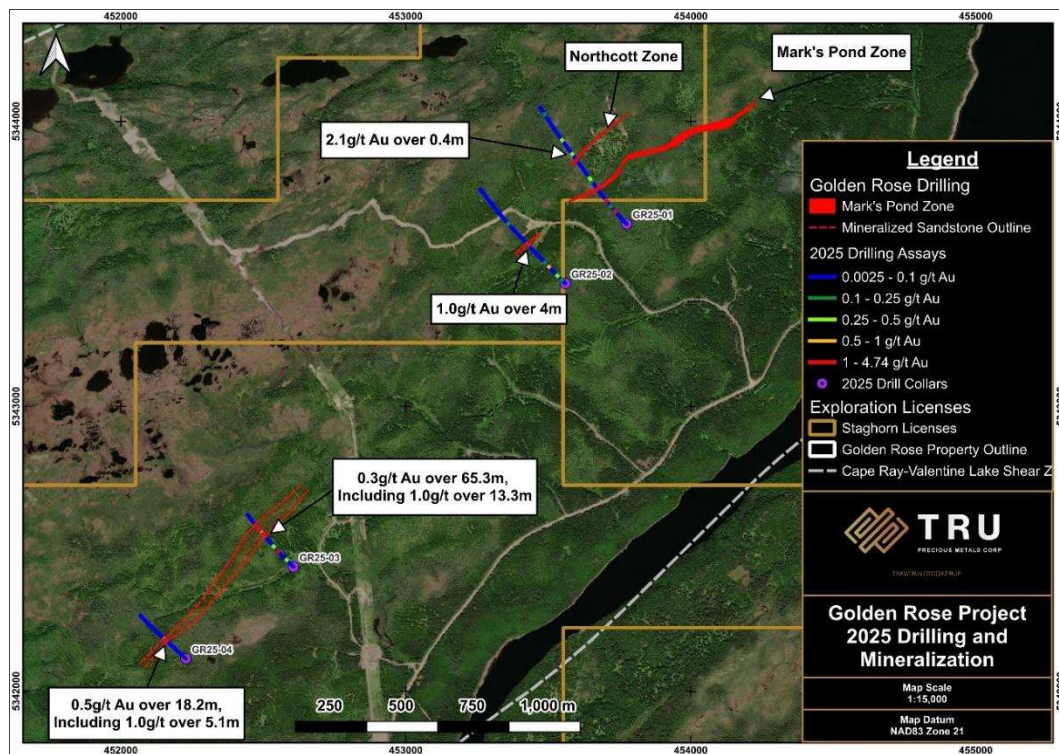 452000
453000
454000
455000
5344000
5343000
5342000
Northcott Zone
Mark's Pond Zone
2.1g/t Au over 0.4m
GR25-01
GR25-02
1.0g/t Au over 4m
0.3g/t Au over 65.3m,
Including 1.0g/t over 13.3m
GR25-03
GR25-04
0.5g/t Au over 18.2m,
Including 1.0g/t over 5.1m
250
500
750
1,000 m
Legend
Golden Rose Drilling
Mark's Pond Zone
Mineralized Sandstone Outline
2025 Drilling Assays
0.0025 - 0.1 g/t Au
0.1 - 0.25 g/t Au
0.25 - 0.5 g/t Au
0.5 - 1 g/t Au
1 - 4.74 g/t Au
2025 Drill Collars
Exploration Licenses
Staghorn Licenses
Golden Rose Property Outline
Cape Ray-Valentine Lake Shear Z
TRU
PRECIOUS METALS CORP
Golden Rose Project
2025 Drilling and
Mineralization
Map Scale
1:15,000
Map Datum
NAD83 Zone 21
452000
453000
454000
455000